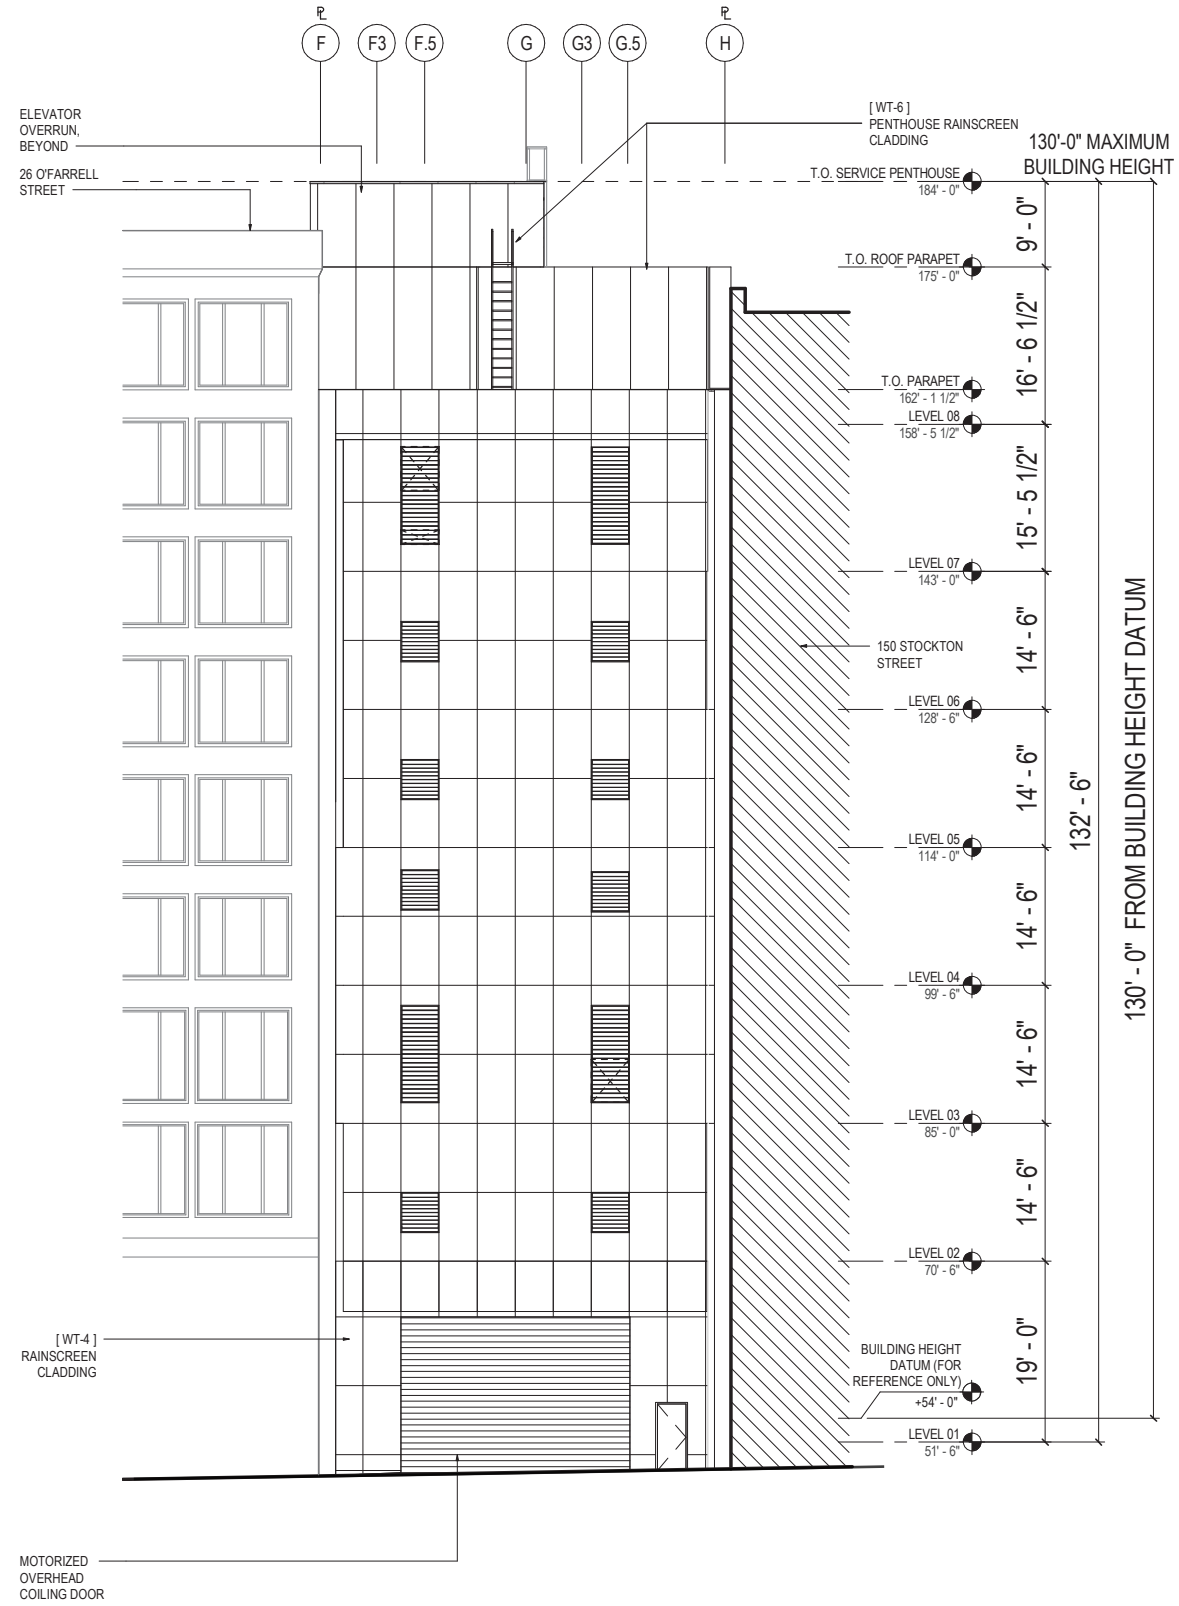 ℄ ℄
F F3 F.5 G G3 G.5 H
ELEVATOR
OVERRUN,
BEYOND
26 O'FARRELL
STREET
[ WT-6 ]
PENTHOUSE RAINSCREEN
CLADDING
130'-0" MAXIMUM
BUILDING HEIGHT
T.O. SERVICE PENTHOUSE
184' - 0"
9' - 0"
T.O. ROOF PARAPET
175' - 0"
16' - 6 1/2"
T.O. PARAPET
162' - 1 1/2"
LEVEL 08
158' - 5 1/2"
15' - 5 1/2"
LEVEL 07
143' - 0"
14' - 6"
150 STOCKTON
STREET
LEVEL 06
128' - 6"
14' - 6"
LEVEL 05
114' - 0"
14' - 6"
LEVEL 04
99' - 6"
14' - 6"
LEVEL 03
85' - 0"
14' - 6"
LEVEL 02
70' - 6"
19' - 0"
132' - 6"
130' - 0" FROM BUILDING HEIGHT DATUM
BUILDING HEIGHT
DATUM (FOR
REFERENCE ONLY)
+54' - 0"
LEVEL 01
51' - 6"
[ WT-4 ]
RAINSCREEN
CLADDING
MOTORIZED
OVERHEAD
COILING DOOR